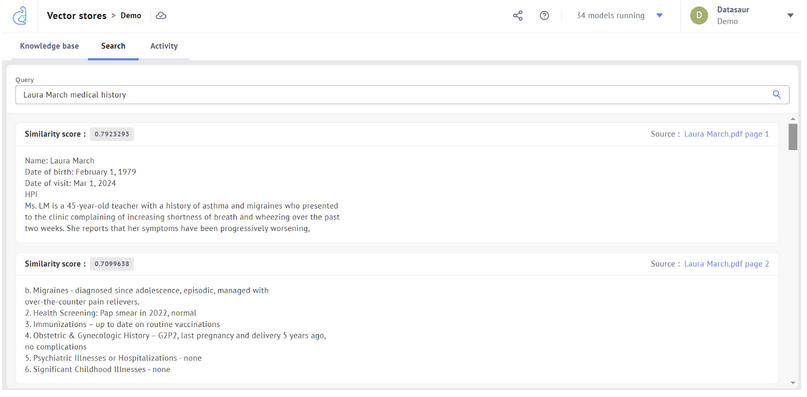 Vector stores > Demo
34 models running
D
Datasaur
Demo
Knowledge base
Search
Activity
Query
Laura March medical history
Similarity score : 0.7923293
Source : Laura March.pdf page 1
Name: Laura March
Date of birth: February 1, 1979
Date of visit: Mar 1, 2024
HPI
Ms. LM is a 45-year-old teacher with a history of asthma and migraines who presented
to the clinic complaining of increasing shortness of breath and wheezing over the past
two weeks. She reports that her symptoms have been progressively worsening,
Similarity score : 0.7099638
Source : Laura March.pdf page 2
b. Migraines - diagnosed since adolescence, episodic, managed with
over-the-counter pain relievers.
2. Health Screening: Pap smear in 2022, normal
3. Immunizations – up to date on routine vaccinations
4. Obstetric & Gynecologic History – G2P2, last pregnancy and delivery 5 years ago,
no complications
5. Psychiatric Illnesses or Hospitalizations - none
6. Significant Childhood Illnesses - none